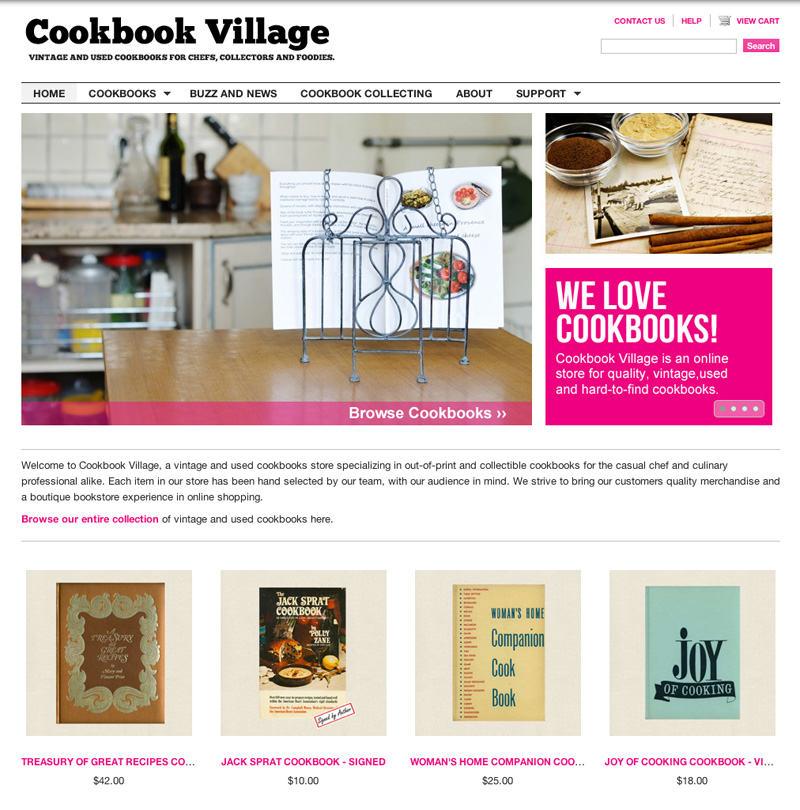 Cookbook Village
VINTAGE AND USED COOKBOOKS FOR CHEFS, COLLECTORS AND FOODIES.
CONTACT US
HELP
VIEW CART
Search
HOME
COOKBOOKS
BUZZ AND NEWS
COOKBOOK COLLECTING
ABOUT
SUPPORT
Browse Cookbooks ››
WE LOVE
COOKBOOKS!
Cookbook Village is an online
store for quality, vintage,used
and hard-to-find cookbooks.
Welcome to Cookbook Village, a vintage and used cookbooks store specializing in out-of-print and collectible cookbooks for the casual chef and culinary
professional alike. Each item in our store has been hand selected by our team, with our audience in mind. We strive to bring our customers quality merchandise and
a boutique bookstore experience in online shopping.
Browse our entire collection of vintage and used cookbooks here.
A
TREASURY
of
GREAT
RECIPES
by
Mary and
Vincent Price
The
JACK SPRAT
COOKBOOK
by
POLLY
ZANE
Signed by Author
WOMAN'S HOME
Companion
Cook
Book
JOY
OF COOKING
TREASURY OF GREAT RECIPES CO...
$42.00
JACK SPRAT COOKBOOK - SIGNED
$10.00
WOMAN'S HOME COMPANION COO...
$25.00
JOY OF COOKING COOKBOOK - VI...
$18.00